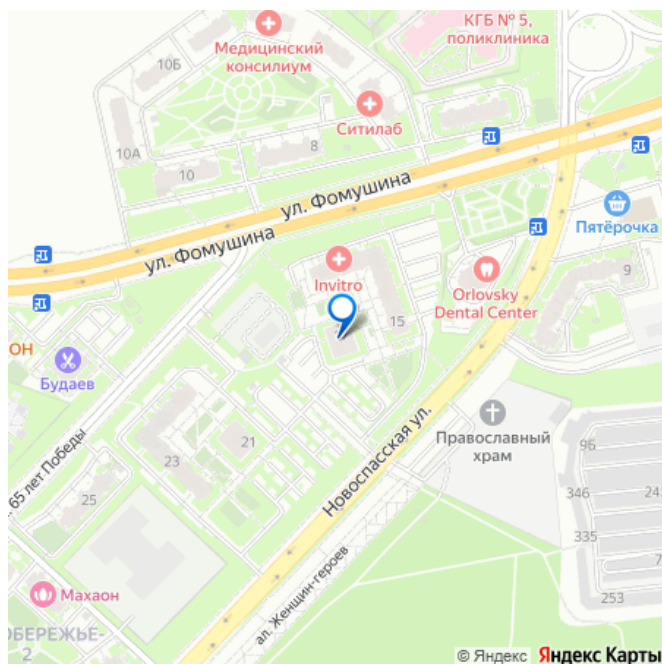 КГБ № 5,
поликлиника
Медицинский
консилиум
10Б
Ситилаб
10А
8
10
ул. Фомушина
ул. Фомушина
Пятёрочка
Invitro
Orlovsky
Dental Center
9
15
ОН
Будаев
Новоспасская ул.
Православный
храм
65 лет Победы
21
23
25
9Б
346
24
335
7
253
ал. Женщин-героев
Махаон
ОБЕРЕЖЬЕ-
2
© Яндекс Яндекс Карты